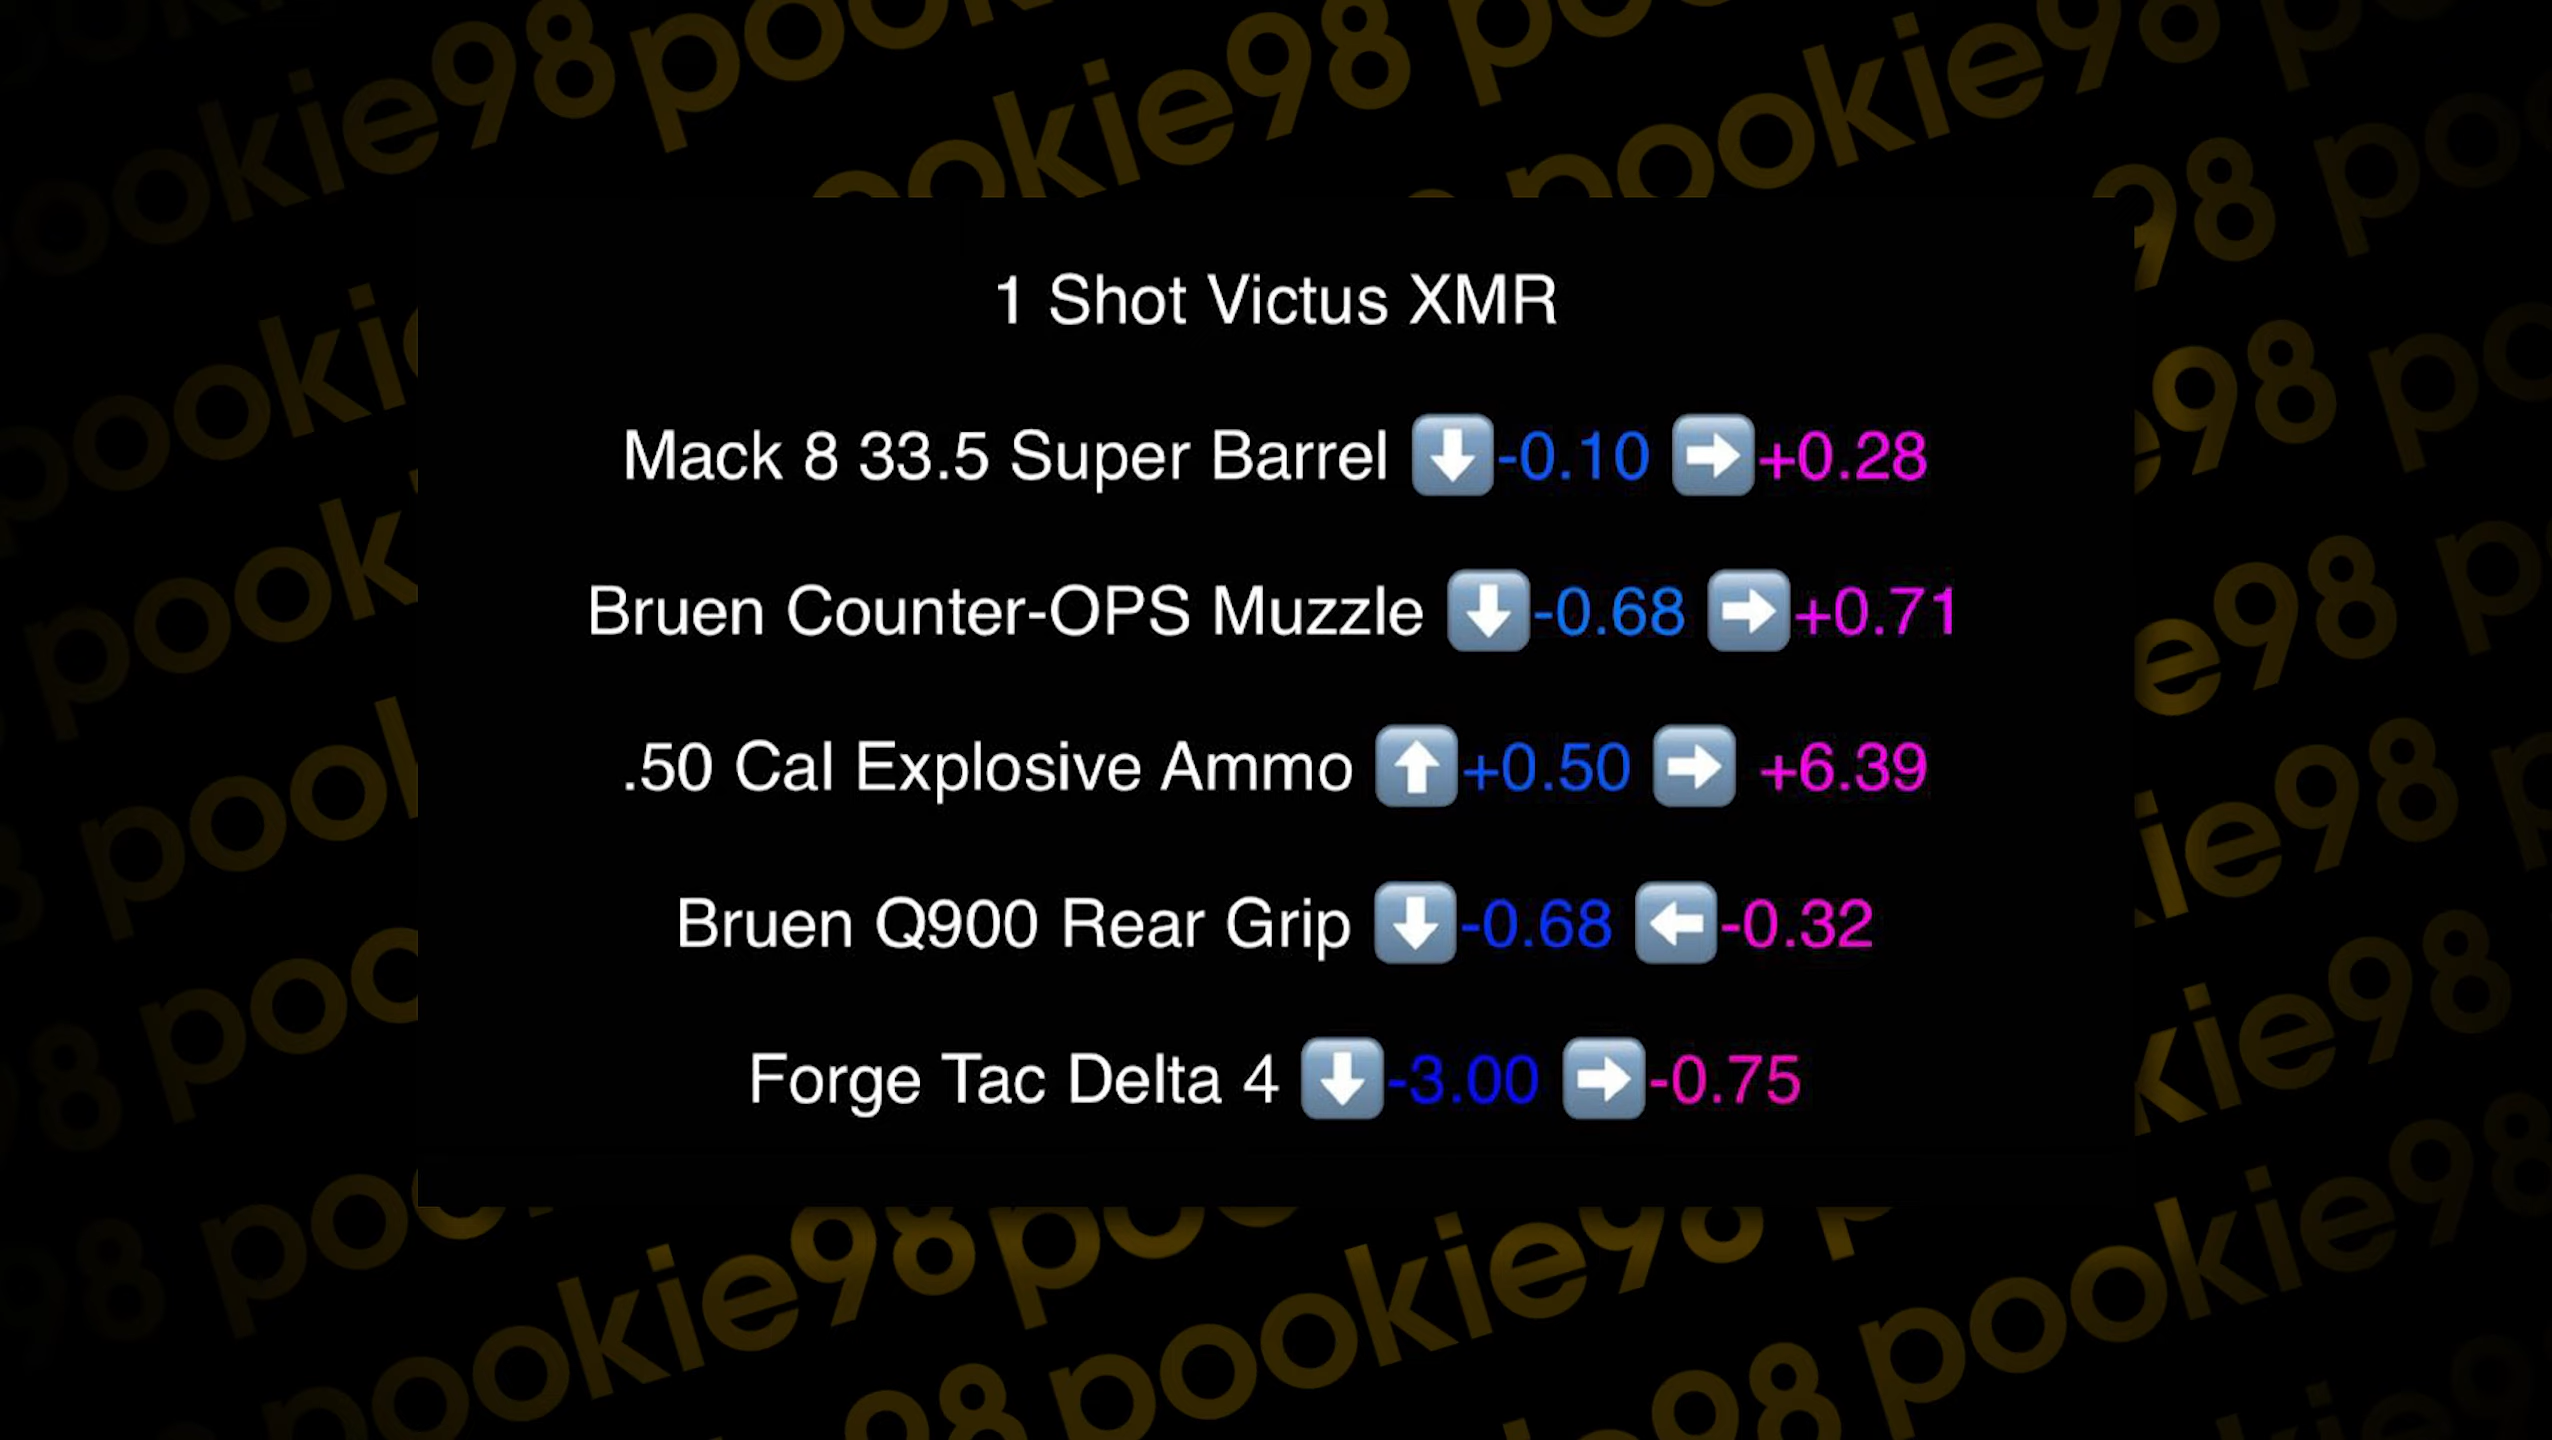 1 Shot Victus XMR
Mack 8 33.5 Super Barrel ⬇️-0.10 ➡️+0.28
Bruen Counter-OPS Muzzle ⬇️-0.68 ➡️+0.71
.50 Cal Explosive Ammo ⬆️+0.50 ➡️ +6.39
Bruen Q900 Rear Grip ⬇️-0.68 ⬅️-0.32
Forge Tac Delta 4 ⬇️-3.00 ➡️-0.75
pookie98